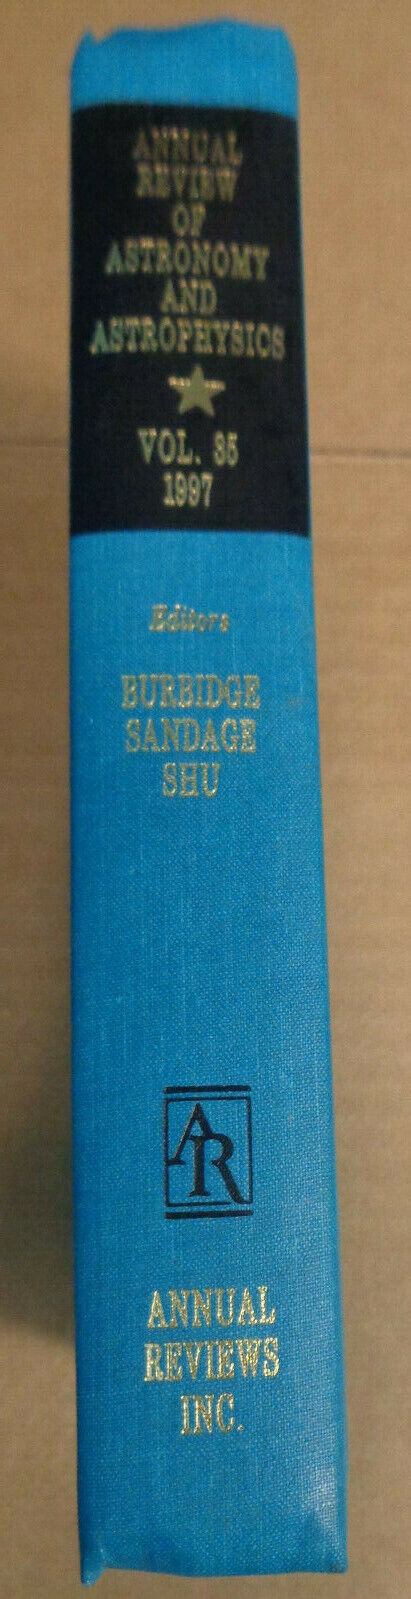 ANNUAL
REVIEW
OF
ASTRONOMY
AND
ASTROPHYSICS
VOL. 35
1997
Editors
BURBIDGE
SANDAGE
SHU
AR
ANNUAL
REVIEWS
INC.